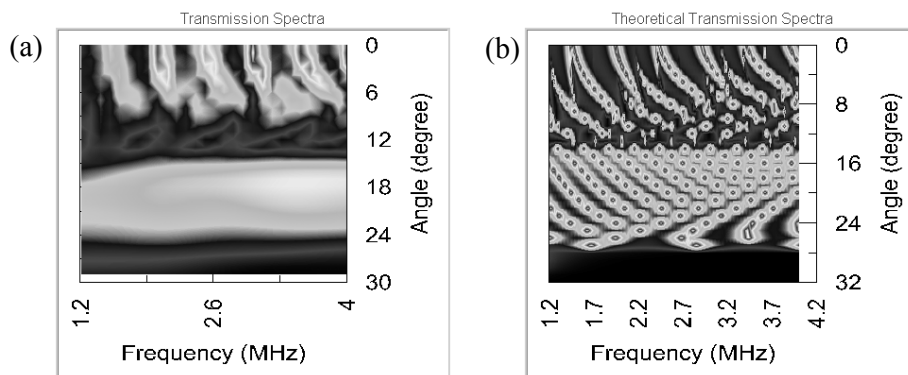 (a)
Transmission Spectra
0
6
12
18
24
30
Angle (degree)
1.2
2.6
4
Frequency (MHz)
(b)
Theoretical Transmission Spectra
0
8
16
24
32
Angle (degree)
1.2
1.7
2.2
2.7
3.2
3.7
4.2
Frequency (MHz)